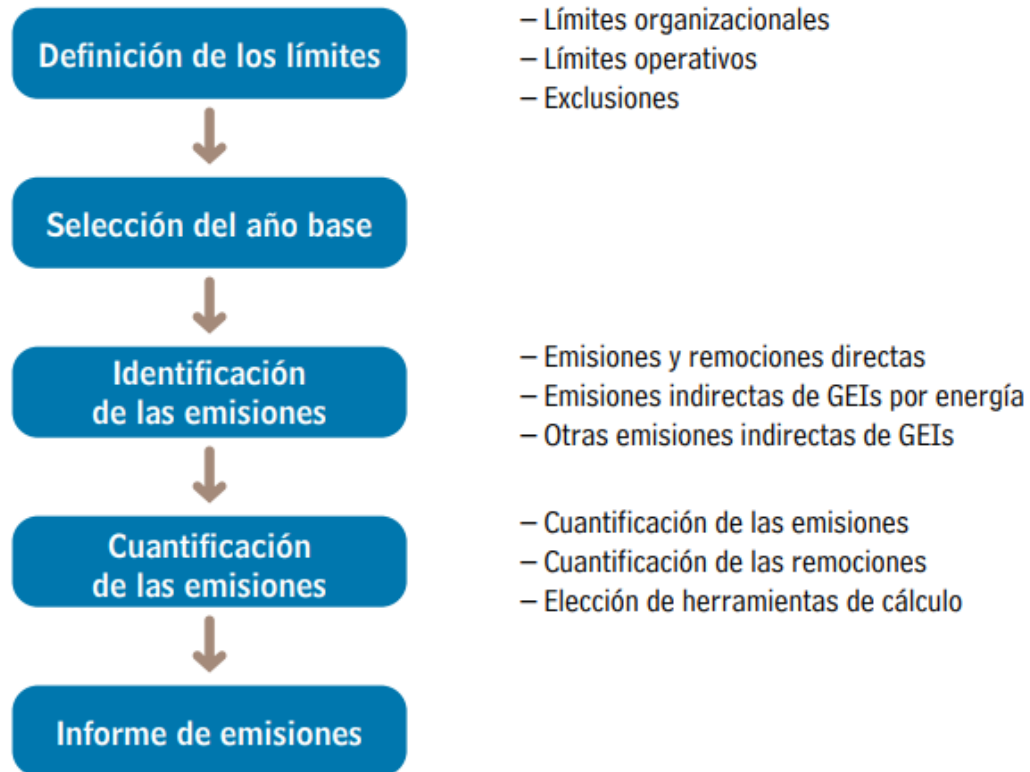 Definición de los límites
– Límites organizacionales
– Límites operativos
– Exclusiones
Selección del año base
Identificación
de las emisiones
– Emisiones y remociones directas
– Emisiones indirectas de GEIs por energía
– Otras emisiones indirectas de GEIs
Cuantificación
de las emisiones
– Cuantificación de las emisiones
– Cuantificación de las remociones
– Elección de herramientas de cálculo
Informe de emisiones